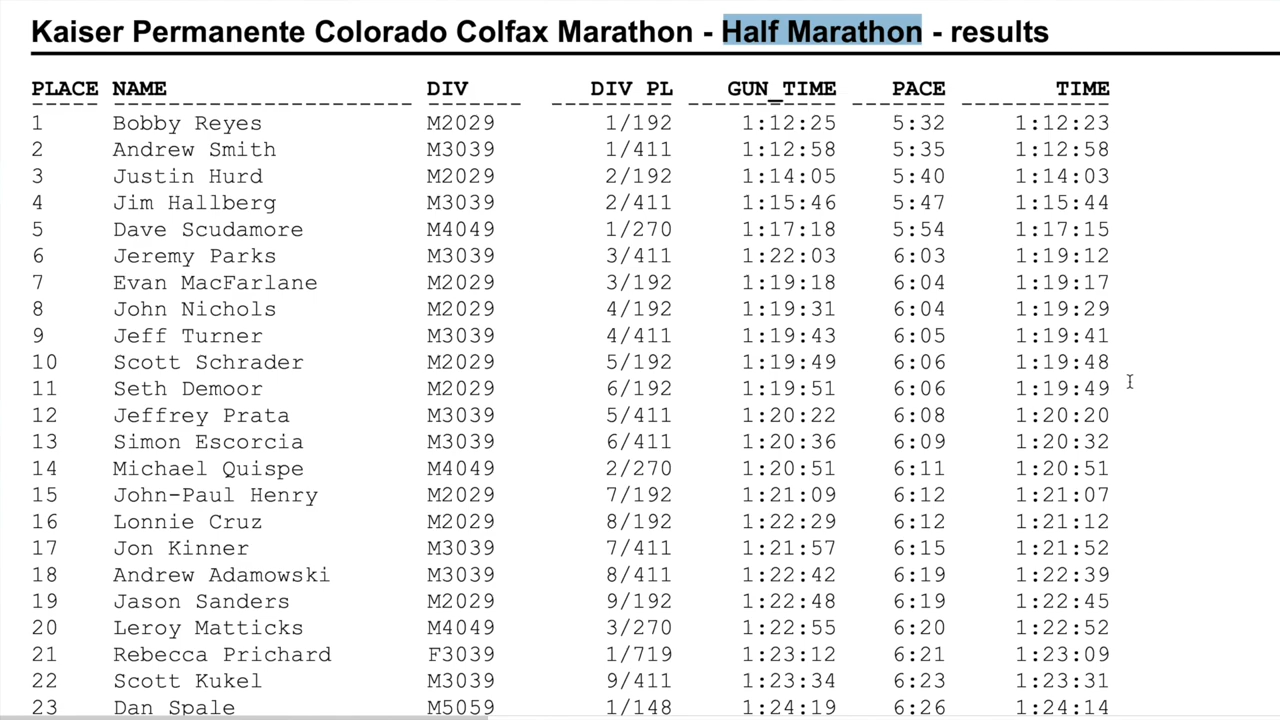 Kaiser Permanente Colorado Colfax Marathon - Half Marathon - results
PLACE NAME DIV DIV PL GUN_TIME PACE TIME
1 Bobby Reyes M2029 1/192 1:12:25 5:32 1:12:23
2 Andrew Smith M3039 1/411 1:12:58 5:35 1:12:58
3 Justin Hurd M2029 2/192 1:14:05 5:40 1:14:03
4 Jim Hallberg M3039 2/411 1:15:46 5:47 1:15:44
5 Dave Scudamore M4049 1/270 1:17:18 5:54 1:17:15
6 Jeremy Parks M3039 3/411 1:22:03 6:03 1:19:12
7 Evan MacFarlane M2029 3/192 1:19:18 6:04 1:19:17
8 John Nichols M2029 4/192 1:19:31 6:04 1:19:29
9 Jeff Turner M3039 4/411 1:19:43 6:05 1:19:41
10 Scott Schrader M2029 5/192 1:19:49 6:06 1:19:48
11 Seth Demoor M2029 6/192 1:19:51 6:06 1:19:49
12 Jeffrey Prata M3039 5/411 1:20:22 6:08 1:20:20
13 Simon Escorcia M3039 6/411 1:20:36 6:09 1:20:32
14 Michael Quispe M4049 2/270 1:20:51 6:11 1:20:51
15 John-Paul Henry M2029 7/192 1:21:09 6:12 1:21:07
16 Lonnie Cruz M2029 8/192 1:22:29 6:12 1:21:12
17 Jon Kinner M3039 7/411 1:21:57 6:15 1:21:52
18 Andrew Adamowski M3039 8/411 1:22:42 6:19 1:22:39
19 Jason Sanders M2029 9/192 1:22:48 6:19 1:22:45
20 Leroy Matticks M4049 3/270 1:22:55 6:20 1:22:52
21 Rebecca Prichard F3039 1/719 1:23:12 6:21 1:23:09
22 Scott Kukel M3039 9/411 1:23:34 6:23 1:23:31
23 Dan Spale M5059 1/148 1:24:19 6:26 1:24:14